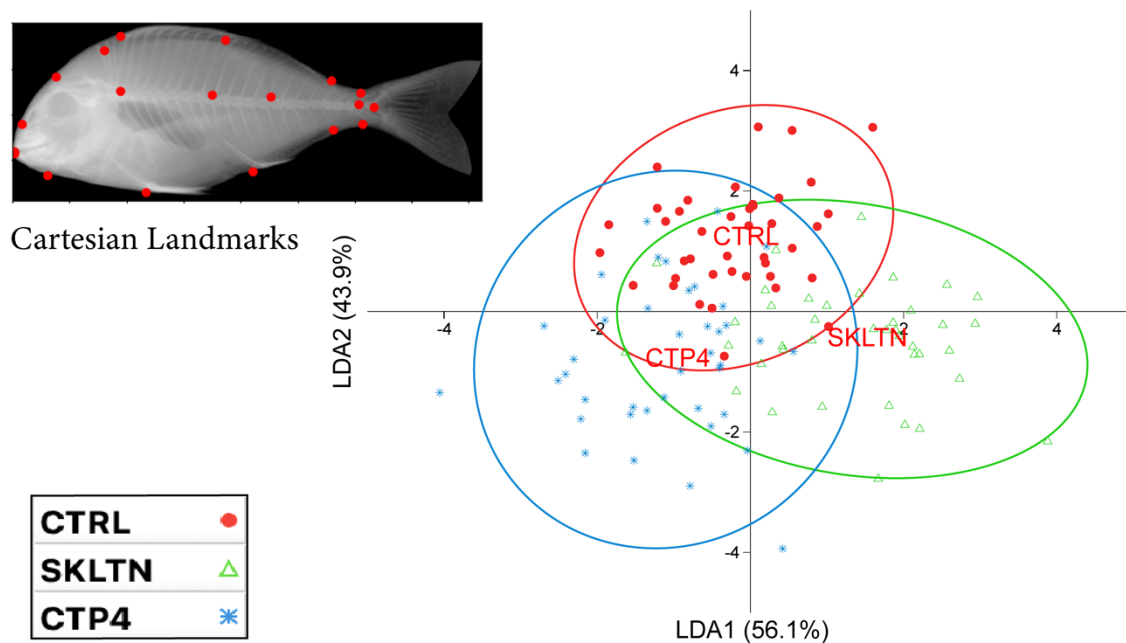 Cartesian Landmarks
CTRL
SKLTN
CTP4
LDA2 (43.9%)
4
2
-4
-2
2
4
-2
-4
CTRL
SKLTN
CTP4
LDA1 (56.1%)